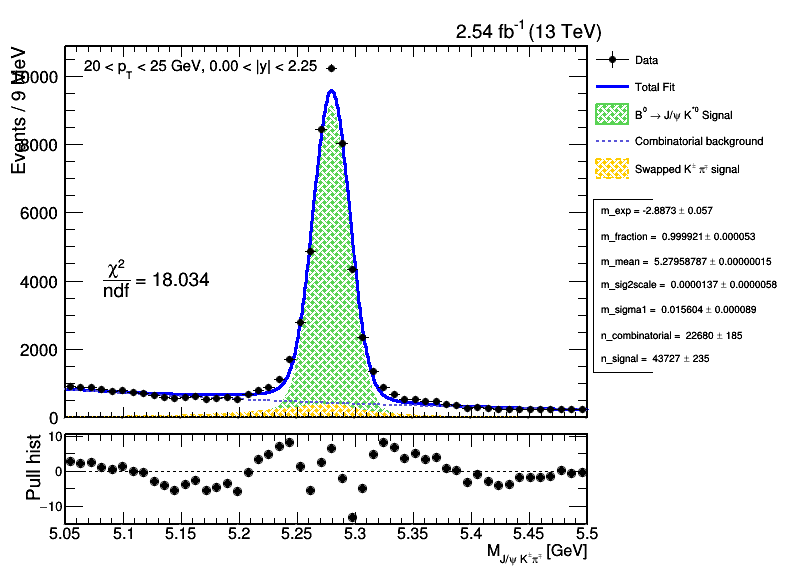 2.54 fb⁻¹ (13 TeV)
Events / 9 MeV
20 < p_T < 25 GeV, 0.00 < |y| < 2.25
10000
8000
6000
4000
2000
0
χ²/ndf = 18.034
Data
Total Fit
B⁰ → J/ψ K*⁰ Signal
Combinatorial background
Swapped K± π∓ signal
m_exp = -2.8873 ± 0.057
m_fraction = 0.999921 ± 0.000053
m_mean = 5.27958787 ± 0.00000015
m_sig2scale = 0.0000137 ± 0.0000058
m_sigma1 = 0.015604 ± 0.000089
n_combinatorial = 22680 ± 185
n_signal = 43727 ± 235
Pull hist
10
0
−10
5.05 5.1 5.15 5.2 5.25 5.3 5.35 5.4 5.45 5.5
M_J/ψ K± π∓ [GeV]